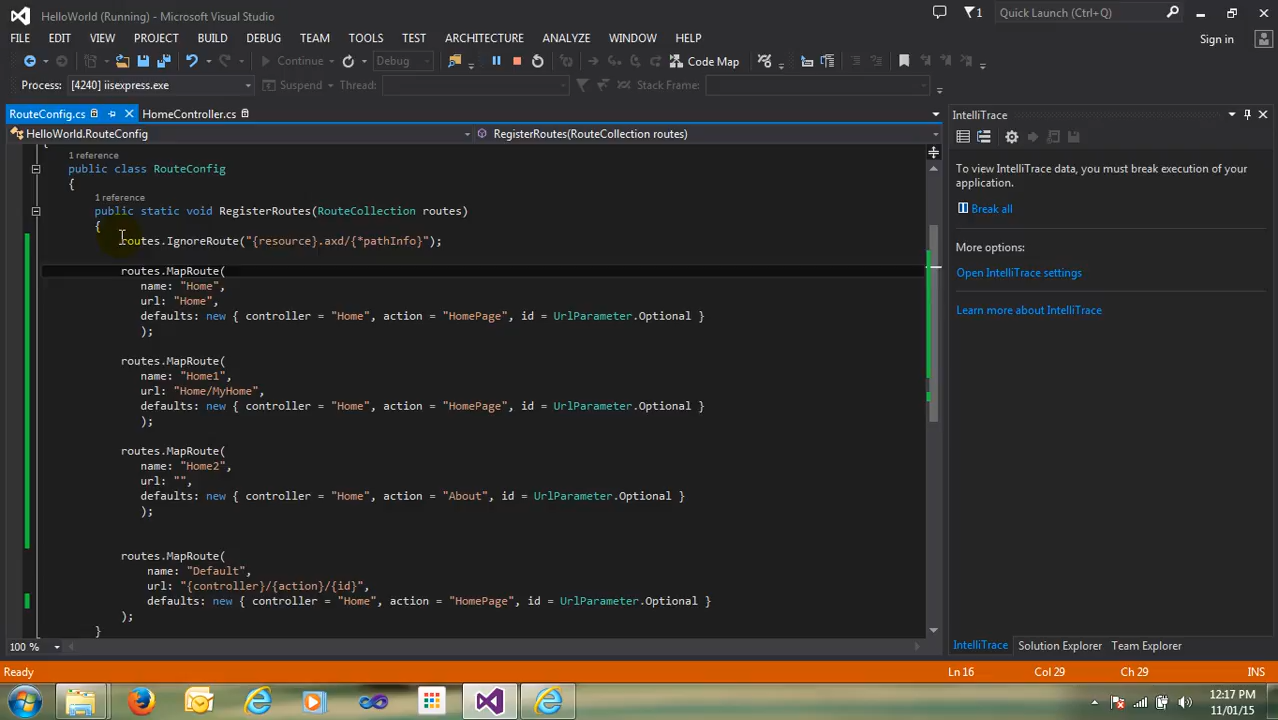 HelloWorld (Running) - Microsoft Visual Studio
1
Quick Launch (Ctrl+Q)
FILE EDIT VIEW PROJECT BUILD DEBUG TEAM TOOLS TEST ARCHITECTURE ANALYZE WINDOW HELP
Sign in
Continue Debug Code Map
Process: [4240] iisexpress.exe Suspend Thread: Stack Frame:
RouteConfig.cs HomeController.cs
IntelliTrace
HelloWorld.RouteConfig RegisterRoutes(RouteCollection routes)
1 reference
public class RouteConfig
{
1 reference
public static void RegisterRoutes(RouteCollection routes)
{
routes.IgnoreRoute("{resource}.axd/{*pathInfo}");
routes.MapRoute(
name: "Home",
url: "Home",
defaults: new { controller = "Home", action = "HomePage", id = UrlParameter.Optional }
);
routes.MapRoute(
name: "Home1",
url: "Home/MyHome",
defaults: new { controller = "Home", action = "HomePage", id = UrlParameter.Optional }
);
routes.MapRoute(
name: "Home2",
url: "",
defaults: new { controller = "Home", action = "About", id = UrlParameter.Optional }
);
routes.MapRoute(
name: "Default",
url: "{controller}/{action}/{id}",
defaults: new { controller = "Home", action = "HomePage", id = UrlParameter.Optional }
);
}
To view IntelliTrace data, you must break execution of your
application.
Break all
More options:
Open IntelliTrace settings
Learn more about IntelliTrace
100 %
IntelliTrace Solution Explorer Team Explorer
Ready Ln 16 Col 29 Ch 29 INS
12:17 PM
11/01/15